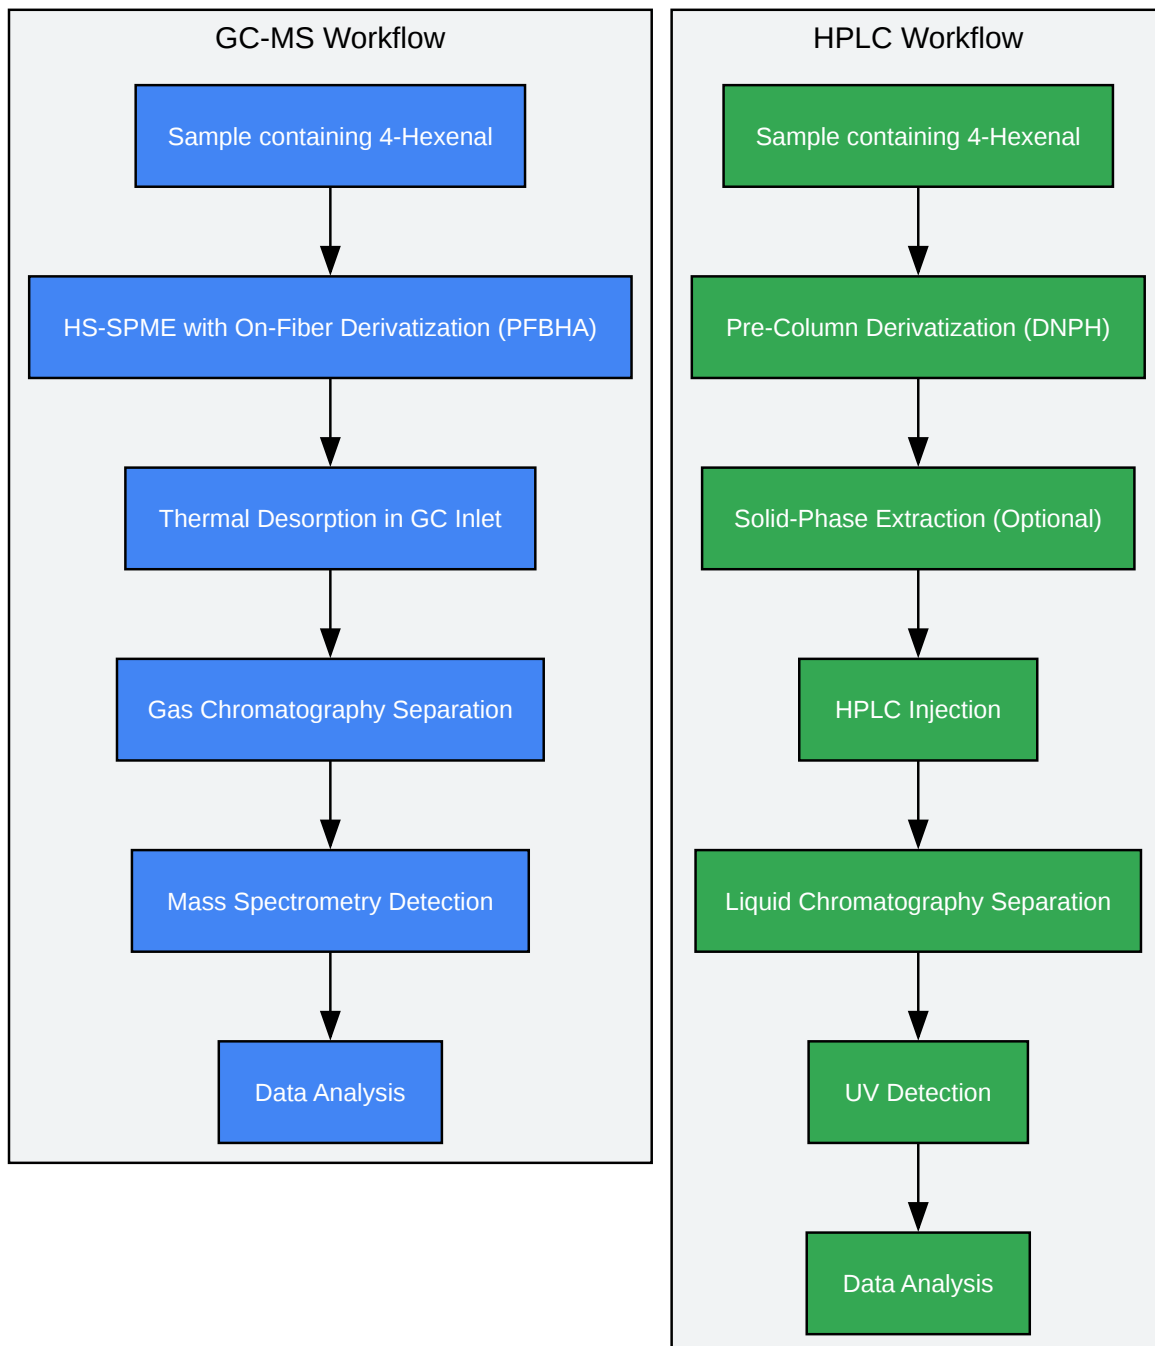 GC-MS Workflow
Sample containing 4-Hexenal
HS-SPME with On-Fiber Derivatization (PFBHA)
Thermal Desorption in GC Inlet
Gas Chromatography Separation
Mass Spectrometry Detection
Data Analysis
HPLC Workflow
Sample containing 4-Hexenal
Pre-Column Derivatization (DNPH)
Solid-Phase Extraction (Optional)
HPLC Injection
Liquid Chromatography Separation
UV Detection
Data Analysis